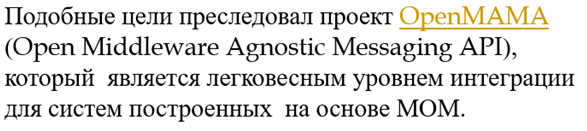 Подобные цели преследовал проект OpenMAMA
(Open Middleware Agnostic Messaging API),
который  является легковесным уровнем интеграции
для систем построенных  на основе MOM.